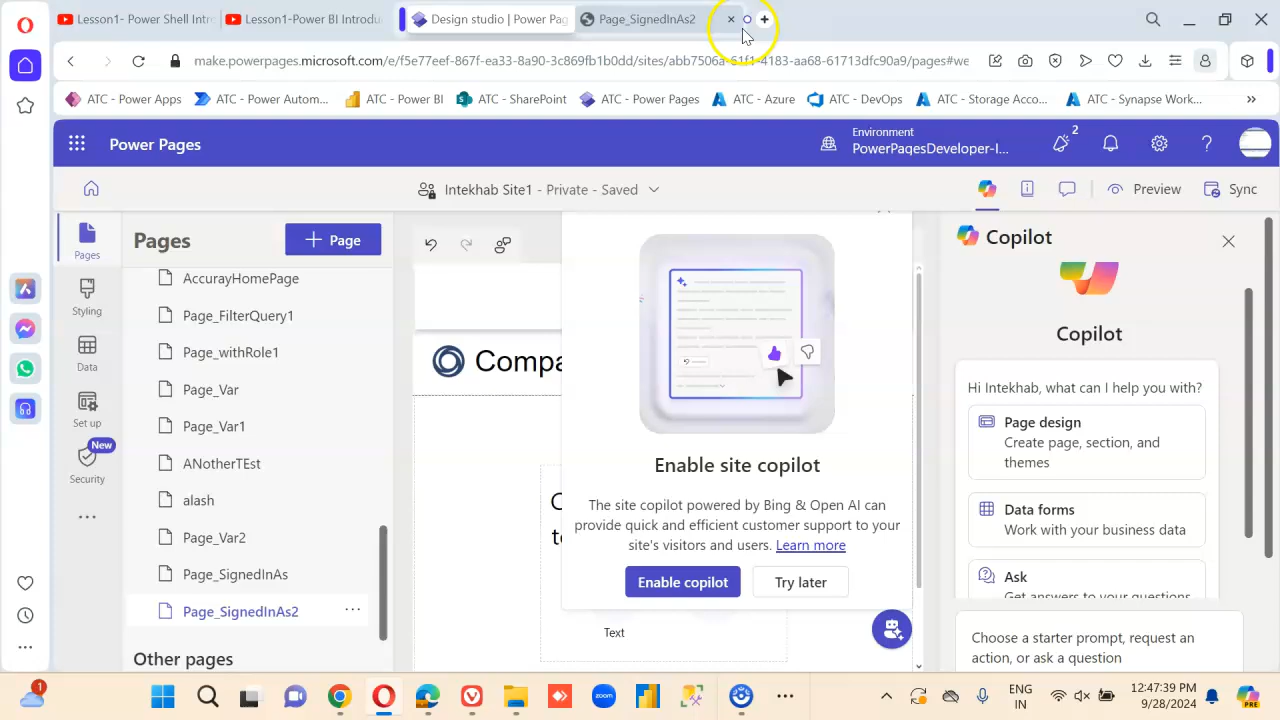 Lesson1- Power Shell Intr
Lesson1-Power BI Introdu
Design studio | Power Pag
Page_SignedInAs2
make.powerpages.microsoft.com/e/f5e77eef-867f-ea33-8a90-3c869fb1b0dd/sites/abb7506a-51f1-4183-aa68-61713dfc90a9/pages#we
ATC - Power Apps
ATC - Power Autom...
ATC - Power BI
ATC - SharePoint
ATC - Power Pages
ATC - Azure
ATC - DevOps
ATC - Storage Acco...
ATC - Synapse Work...
Power Pages
Environment
PowerPagesDeveloper-I...
2
Intekhab Site1 - Private - Saved
Preview
Sync
Pages
Styling
Data
Set up
New
Security
Pages
Page
AccurayHomePage
Page_FilterQuery1
Page_withRole1
Page_Var
Page_Var1
ANotherTEst
alash
Page_Var2
Page_SignedInAs
Page_SignedInAs2
Other pages
Compa
Text
Enable site copilot
The site copilot powered by Bing & Open AI can
provide quick and efficient customer support to your
site's visitors and users. Learn more
Enable copilot
Try later
Copilot
Copilot
Hi Intekhab, what can I help you with?
Page design
Create page, section, and
themes
Data forms
Work with your business data
Ask
Get answers to your questions
Choose a starter prompt, request an
action, or ask a question
1
zoom
ENG
IN
12:47:39 PM
9/28/2024
PRE